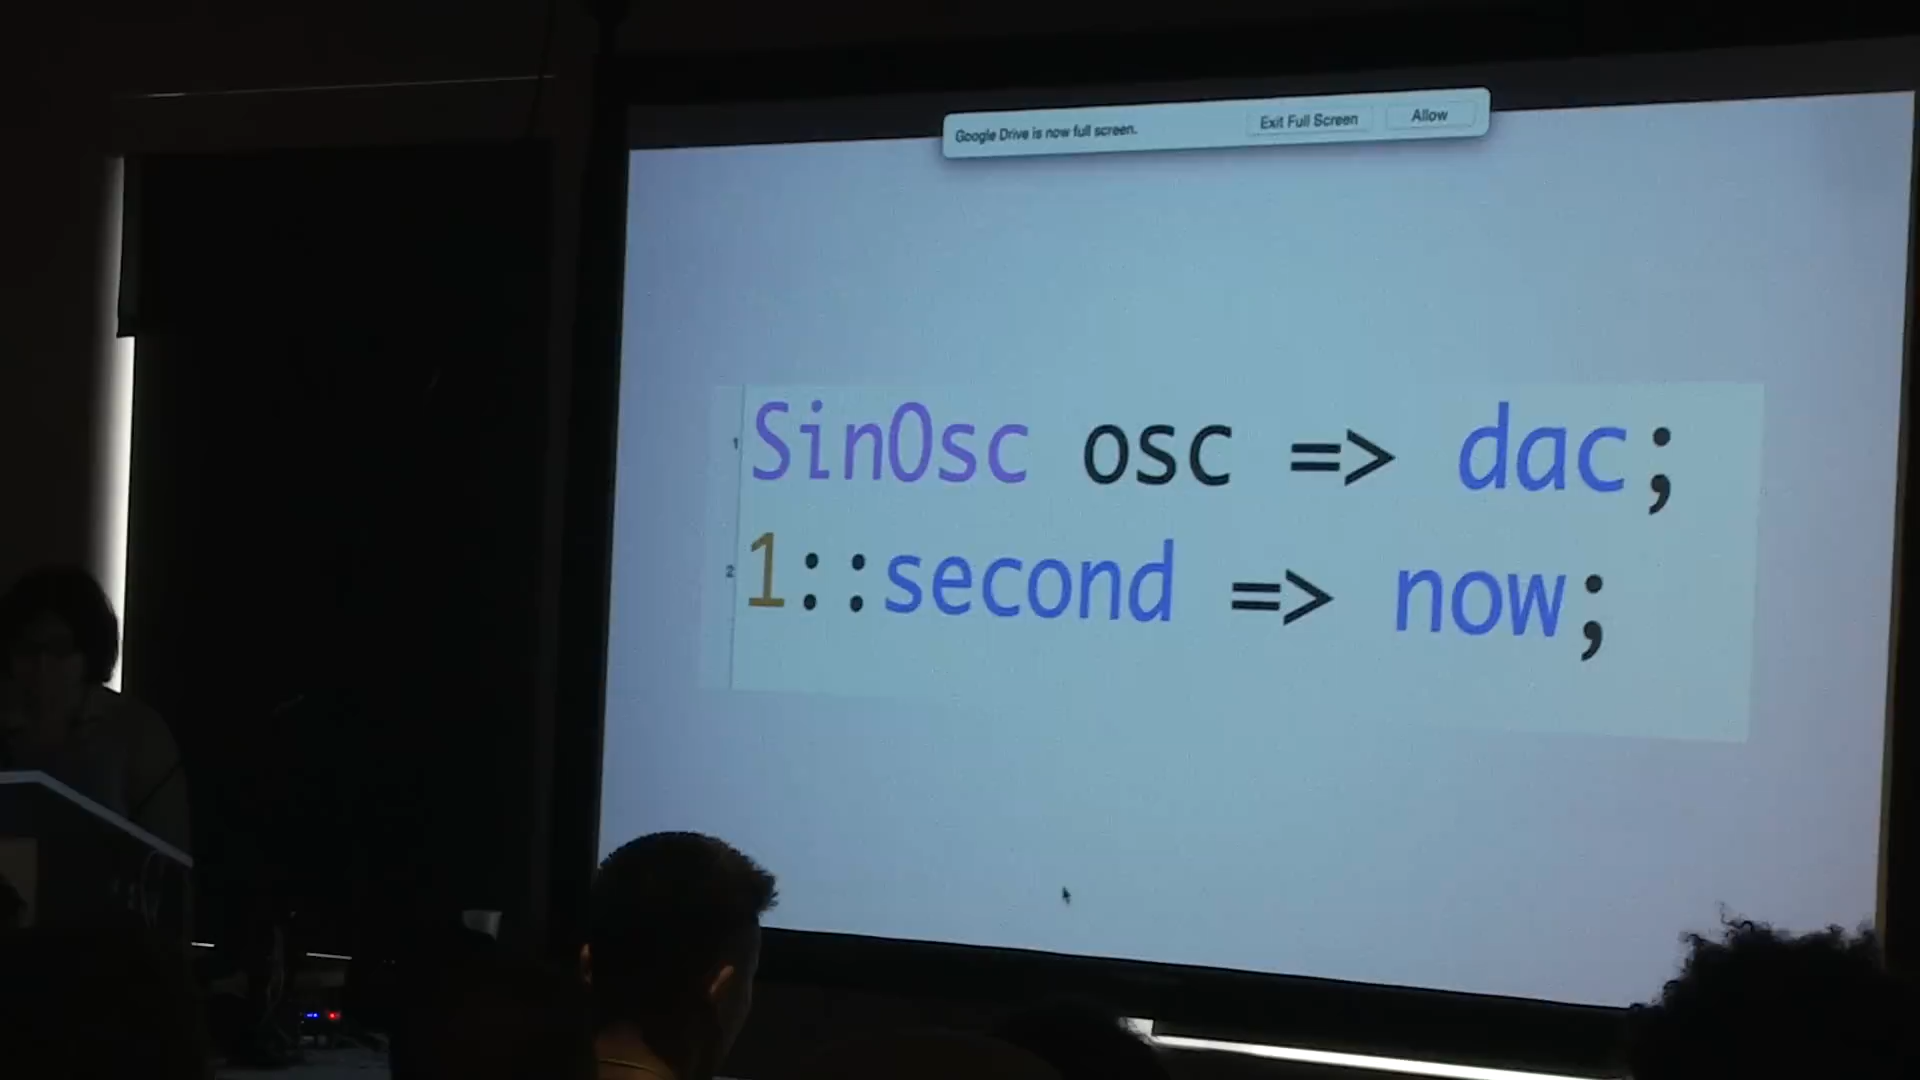 Google Drive is now full screen. Exit Full Screen Allow
1 SinOsc osc => dac;
2 1::second => now;